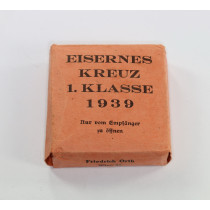 EISERNES
KREUZ
1. KLASSE
1939
Nur vom Empfänger
zu öffnen
Friedrich Orth